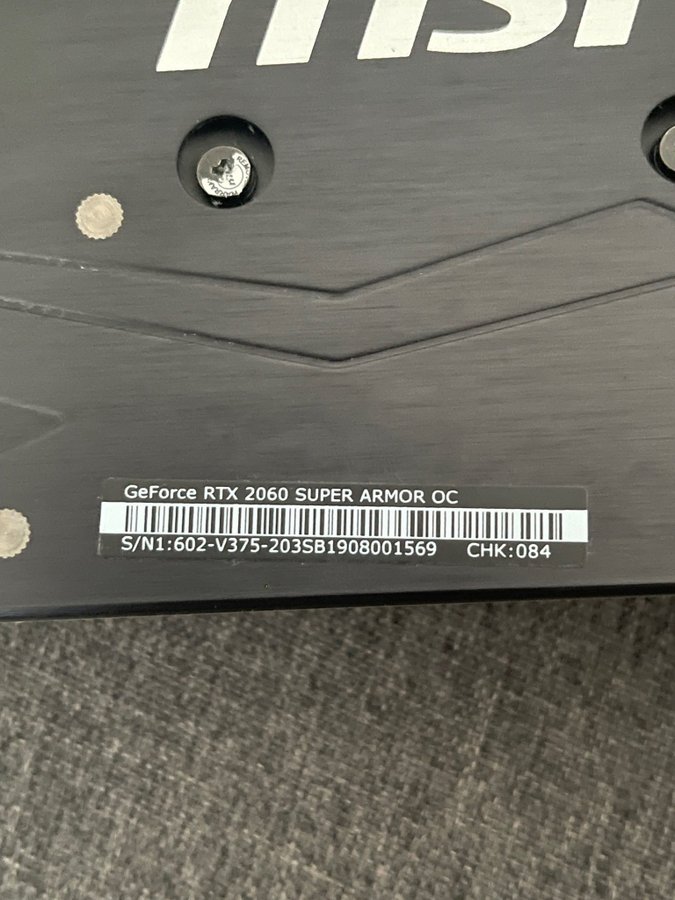 msi
GeForce RTX 2060 SUPER ARMOR OC
S/N1:602-V375-203SB1908001569 CHK:084